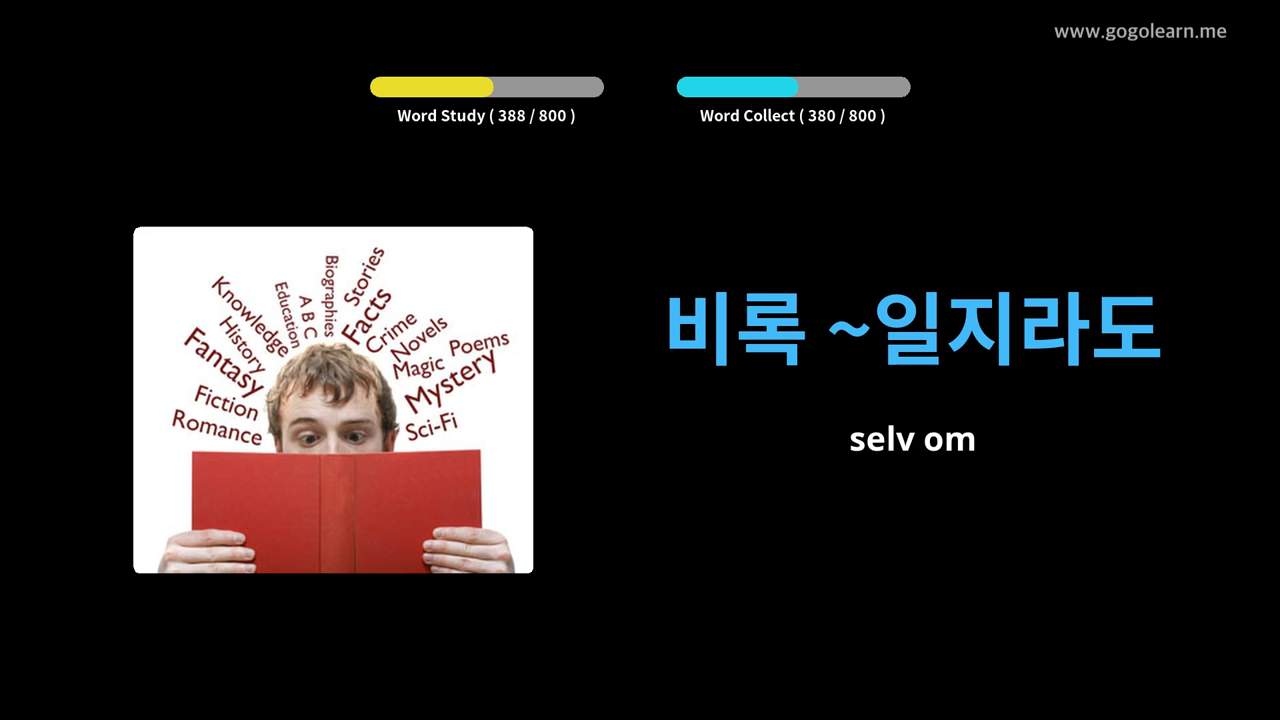 www.gogolearn.me
Word Study ( 388 / 800 )
Word Collect ( 380 / 800 )
Knowledge
History
Fantasy
Fiction
Romance
Education
A B C
Biographies
Stories
Facts
Crime
Novels
Magic
Poems
Mystery
Sci-Fi
비록 ~일지라도
selv om